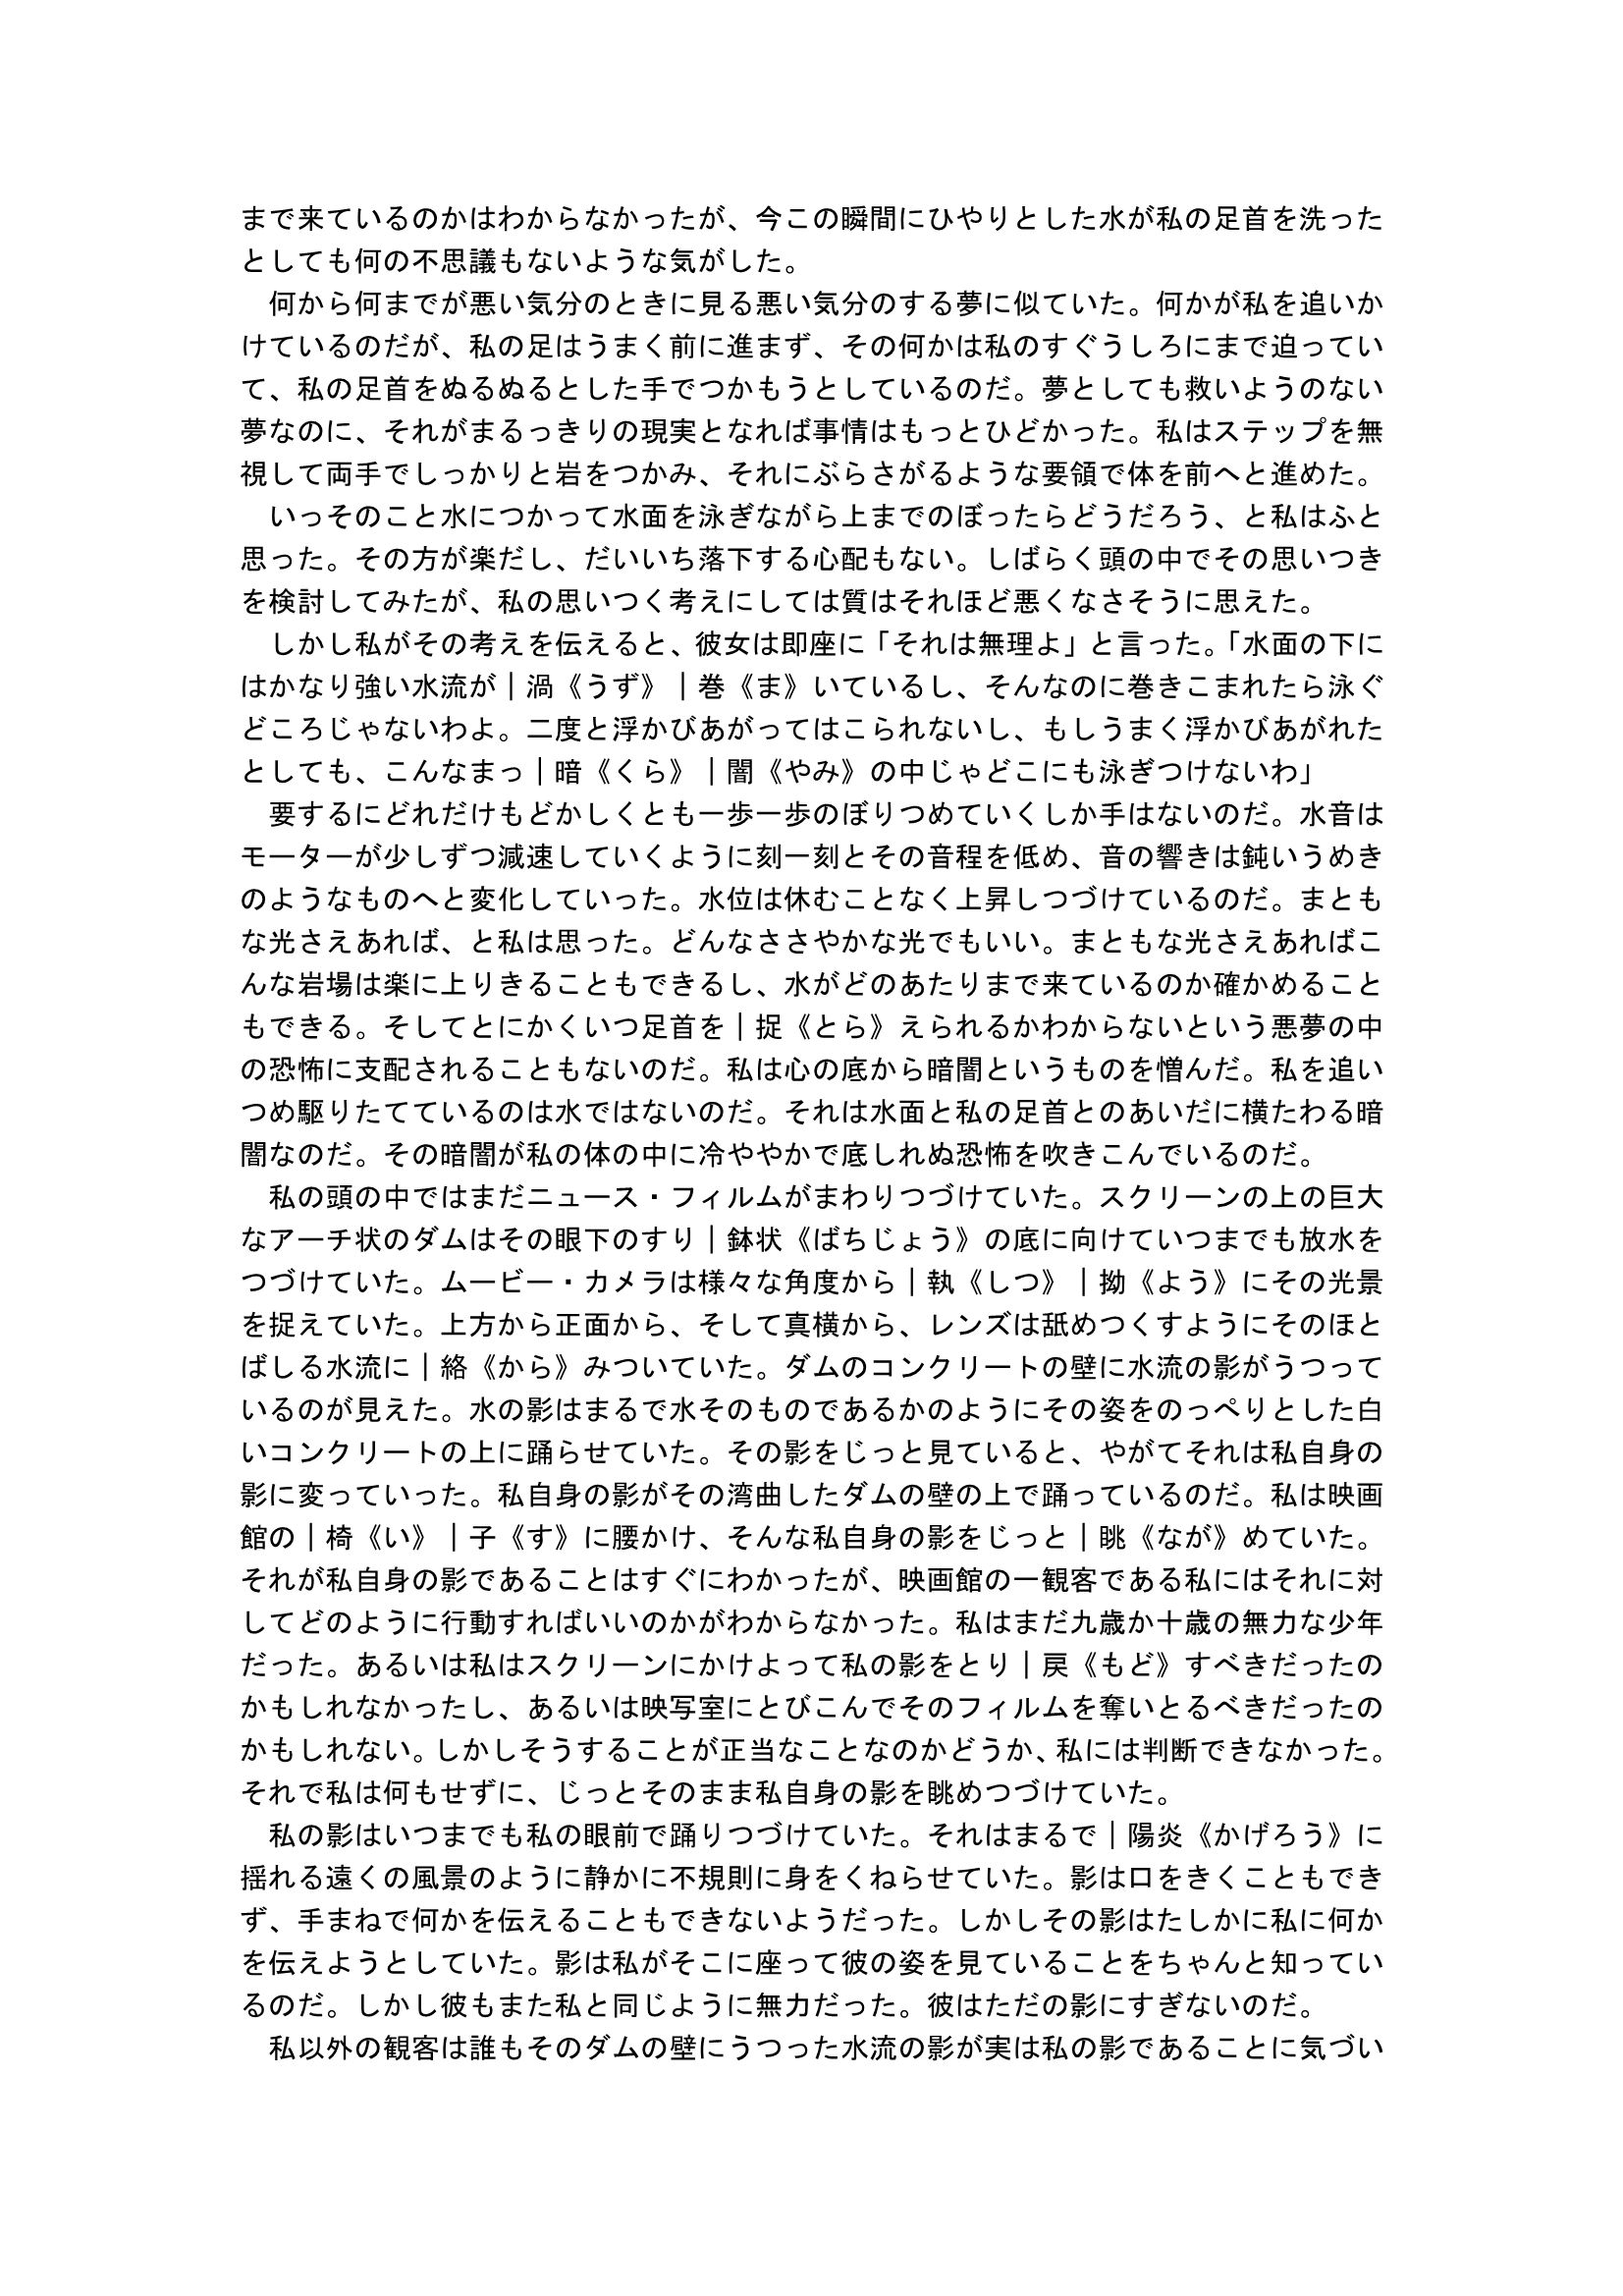 まで来ているのかはわからなかったが、今この瞬間にひやりとした水が私の足首を洗った
としても何の不思議もないような気がした。
　何から何までが悪い気分のときに見る悪い気分のする夢に似ていた。何かが私を追いか
けているのだが、私の足はうまく前に進まず、その何かは私のすぐうしろにまで迫ってい
て、私の足首をぬるぬるとした手でつかもうとしているのだ。夢としても救いようのない
夢なのに、それがまるっきりの現実となれば事情はもっとひどかった。私はステップを無
視して両手でしっかりと岩をつかみ、それにぶらさがるような要領で体を前へと進めた。
　いっそのこと水につかって水面を泳ぎながら上までのぼったらどうだろう、と私はふと
思った。その方が楽だし、だいいち落下する心配もない。しばらく頭の中でその思いつき
を検討してみたが、私の思いつく考えにしては質はそれほど悪くなさそうに思えた。
　しかし私がその考えを伝えると、彼女は即座に「それは無理よ」と言った。「水面の下に
はかなり強い水流が｜渦《うず》｜巻《ま》いているし、そんなのに巻きこまれたら泳ぐ
どころじゃないわよ。二度と浮かびあがってはこられないし、もしうまく浮かびあがれた
としても、こんなまっ｜暗《くら》｜闇《やみ》の中じゃどこにも泳ぎつけないわ」
　要するにどれだけもどかしくとも一歩一歩のぼりつめていくしか手はないのだ。水音は
モーターが少しずつ減速していくように刻一刻とその音程を低め、音の響きは鈍いうめき
のようなものへと変化していった。水位は休むことなく上昇しつづけているのだ。まとも
な光さえあれば、と私は思った。どんなささやかな光でもいい。まともな光さえあればこ
んな岩場は楽に上りきることもできるし、水がどのあたりまで来ているのか確かめること
もできる。そしてとにかくいつ足首を｜捉《とら》えられるかわからないという悪夢の中
の恐怖に支配されることもないのだ。私は心の底から暗闇というものを憎んだ。私を追い
つめ駆りたてているのは水ではないのだ。それは水面と私の足首とのあいだに横たわる暗
闇なのだ。その暗闇が私の体の中に冷ややかで底しれぬ恐怖を吹きこんでいるのだ。
　私の頭の中ではまだニュース・フィルムがまわりつづけていた。スクリーンの上の巨大
なアーチ状のダムはその眼下のすり｜鉢状《ばちじょう》の底に向けていつまでも放水を
つづけていた。ムービー・カメラは様々な角度から｜執《しつ》｜拗《よう》にその光景
を捉えていた。上方から正面から、そして真横から、レンズは舐めつくすようにそのほと
ばしる水流に｜絡《から》みついていた。ダムのコンクリートの壁に水流の影がうつって
いるのが見えた。水の影はまるで水そのものであるかのようにその姿をのっぺりとした白
いコンクリートの上に踊らせていた。その影をじっと見ていると、やがてそれは私自身の
影に変っていった。私自身の影がその湾曲したダムの壁の上で踊っているのだ。私は映画
館の｜椅《い》｜子《す》に腰かけ、そんな私自身の影をじっと｜眺《なが》めていた。
それが私自身の影であることはすぐにわかったが、映画館の一観客である私にはそれに対
してどのように行動すればいいのかがわからなかった。私はまだ九歳か十歳の無力な少年
だった。あるいは私はスクリーンにかけよって私の影をとり｜戻《もど》すべきだったの
かもしれなかったし、あるいは映写室にとびこんでそのフィルムを奪いとるべきだったの
かもしれない。しかしそうすることが正当なことなのかどうか、私には判断できなかった。
それで私は何もせずに、じっとそのまま私自身の影を眺めつづけていた。
　私の影はいつまでも私の眼前で踊りつづけていた。それはまるで｜陽炎《かげろう》に
揺れる遠くの風景のように静かに不規則に身をくねらせていた。影は口をきくこともでき
ず、手まねで何かを伝えることもできないようだった。しかしその影はたしかに私に何か
を伝えようとしていた。影は私がそこに座って彼の姿を見ていることをちゃんと知ってい
るのだ。しかし彼もまた私と同じように無力だった。彼はただの影にすぎないのだ。
　私以外の観客は誰もそのダムの壁にうつった水流の影が実は私の影であることに気づい